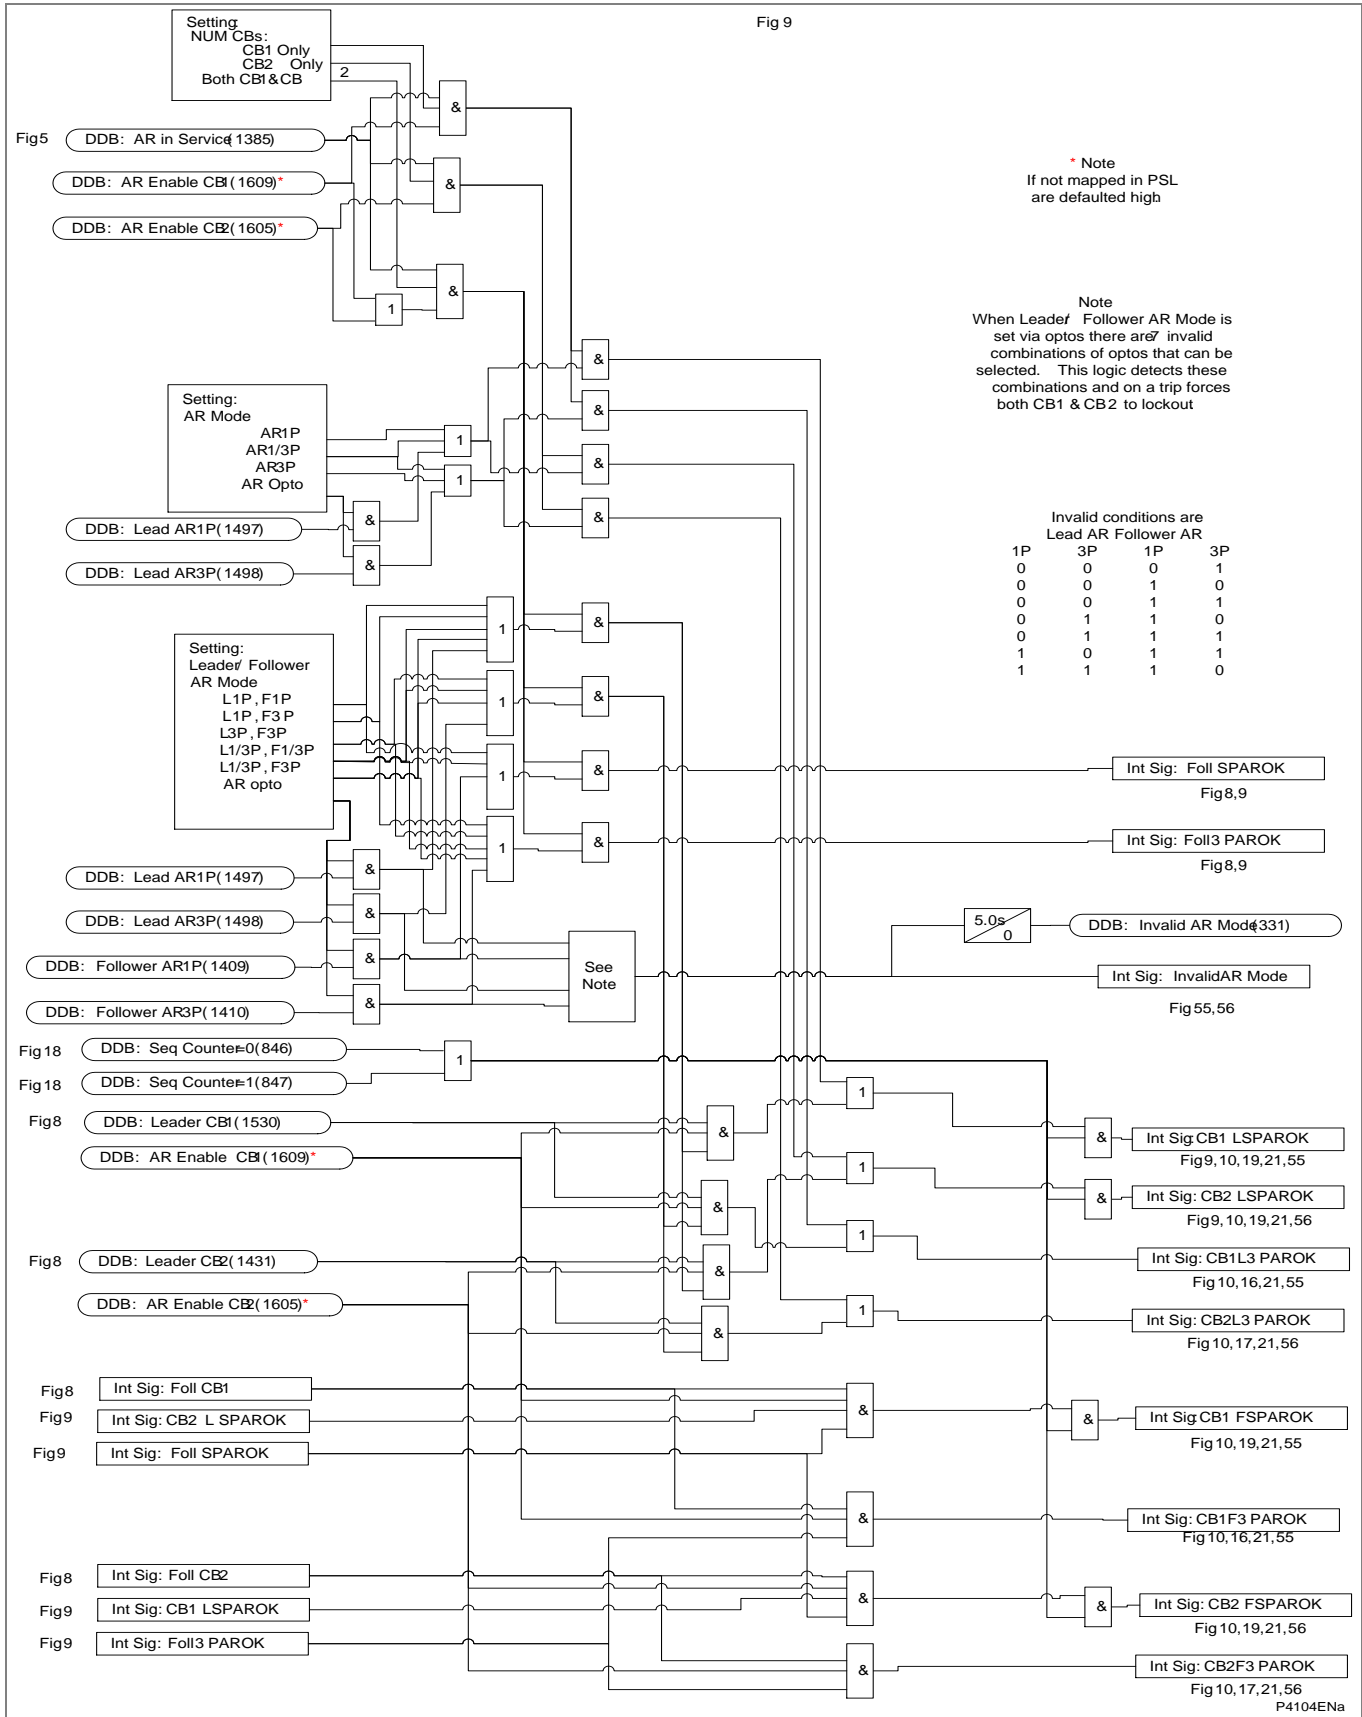 Fig 9
Setting:
NUM CBs:
CB1 Only
CB2 Only
Both CB1&CB 2
&
Fig5
DDB: AR in Service(1385)
DDB: AR Enable CB1(1609)*
&
DDB: AR Enable CB2(1605)*
&
1
* Note
If not mapped in PSL
are defaulted high.
Note
When Leader/ Follower AR Mode is
set via optos there are7 invalid
combinations of optos that can be
selected. This logic detects these
combinations and on a trip forces
both CB1 & CB2 to lockout
&
&
&
&
Setting:
AR Mode
AR1P
AR1/3P
AR3P
AR Opto
1
1
&
&
DDB: Lead AR1P(1497)
DDB: Lead AR3P(1498)
Invalid conditions are
Lead AR Follower AR
1P 3P 1P 3P
0 0 0 1
0 0 1 0
0 0 1 1
0 1 1 0
0 1 1 1
1 0 1 1
1 1 1 0
Setting:
Leader/ Follower
AR Mode
L1P, F1P
L1P, F3P
L3P, F3P
L1/3P, F1/3P
L1/3P, F3P
AR opto
1
&
1
&
1
&
1
&
Int Sig: Foll SPAROK
Fig8,9
Int Sig: Foll3 PAROK
Fig8,9
DDB: Lead AR1P(1497)
&
DDB: Lead AR3P(1498)
&
DDB: Follower AR1P(1409)
&
DDB: Follower AR3P(1410)
&
See
Note
5.0s
0
DDB: Invalid AR Mode(331)
Int Sig: InvalidAR Mode
Fig55,56
Fig18
DDB: Seq Counter=0(846)
Fig18
DDB: Seq Counter=1(847)
1
Fig8
DDB: Leader CB1(1530)
DDB: AR Enable CB1(1609)*
&
1
&
Int Sig:CB1 LSPAROK
Fig9,10,19,21,55
&
1
&
Int Sig: CB2 LSPAROK
Fig9,10,19,21,56
Fig8
DDB: Leader CB2(1431)
DDB: AR Enable CB2(1605)*
&
1
Int Sig: CB1L3 PAROK
Fig10,16,21,55
&
1
Int Sig: CB2L3 PAROK
Fig10,17,21,56
Fig8
Int Sig: Foll CB1
Fig9
Int Sig: CB2 L SPAROK
Fig9
Int Sig: Foll SPAROK
&
&
Int Sig:CB1 FSPAROK
Fig10,19,21,55
&
Int Sig: CB1F3 PAROK
Fig10,16,21,55
Fig8
Int Sig: Foll CB2
Fig9
Int Sig: CB1 LSPAROK
Fig9
Int Sig: Foll3 PAROK
&
&
Int Sig: CB2 FSPAROK
Fig10,19,21,56
&
Int Sig: CB2F3 PAROK
Fig10,17,21,56
P4104ENa